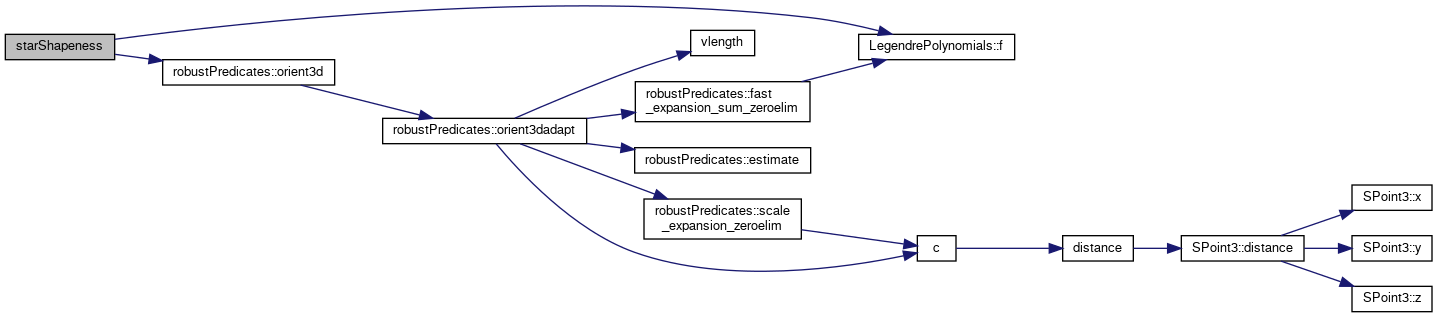 starShapeness
robustPredicates::orient3d
robustPredicates::orient3dadapt
vlength
robustPredicates::fast
_expansion_sum_zeroelim
robustPredicates::estimate
robustPredicates::scale
_expansion_zeroelim
LegendrePolynomials::f
c
distance
SPoint3::distance
SPoint3::x
SPoint3::y
SPoint3::z